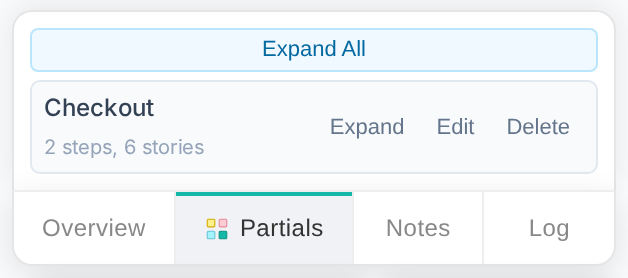 Expand All
Checkout
2 steps, 6 stories
Expand Edit Delete
Overview Partials Notes Log